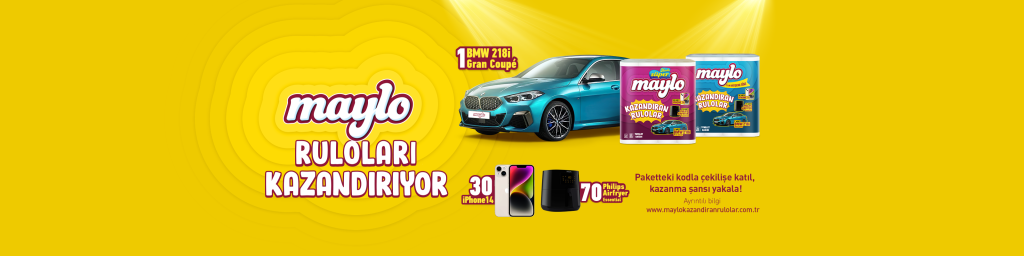 maylo
RULOLARI
KAZANDIRIYOR
1 BMW 218i
Gran Coupé
süper
maylo
KAZANDIRAN
RULOLAR
maylo
KAZANDIRAN
RULOLAR
30
iPhone14
70 Philips
Airfryer
Essential
Paketteki kodla çekilişe katıl,
kazanma şansı yakala!
Ayrıntılı bilgi
www.maylokazandiranrulolar.com.tr